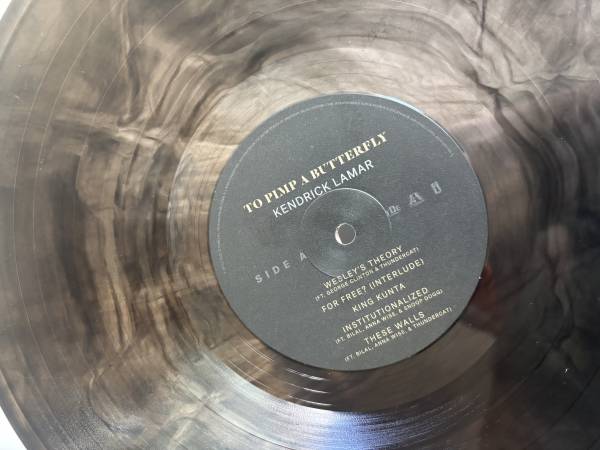 TO PIMP A BUTTERFLY
KENDRICK LAMAR
SIDE A
WESLEY'S THEORY
(FT. GEORGE CLINTON & THUNDERCAT)
FOR FREE? (INTERLUDE)
KING KUNTA
INSTITUTIONALIZED
(FT. BILAL, ANNA WISE, & SNOOP DOGG)
THESE WALLS
(FT. BILAL, ANNA WISE, & THUNDERCAT)